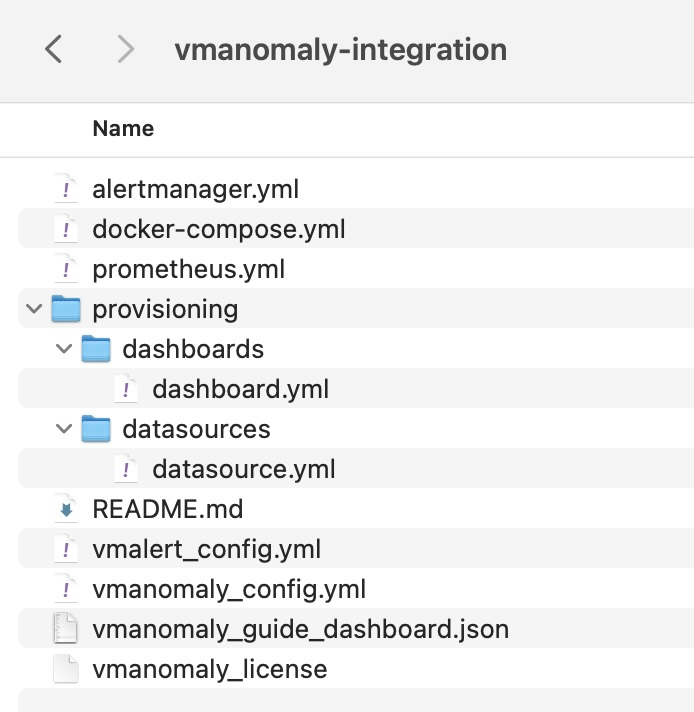 vmanomaly-integration
Name
alertmanager.yml
docker-compose.yml
prometheus.yml
provisioning
dashboards
dashboard.yml
datasources
datasource.yml
README.md
vmalert_config.yml
vmanomaly_config.yml
vmanomaly_guide_dashboard.json
vmanomaly_license